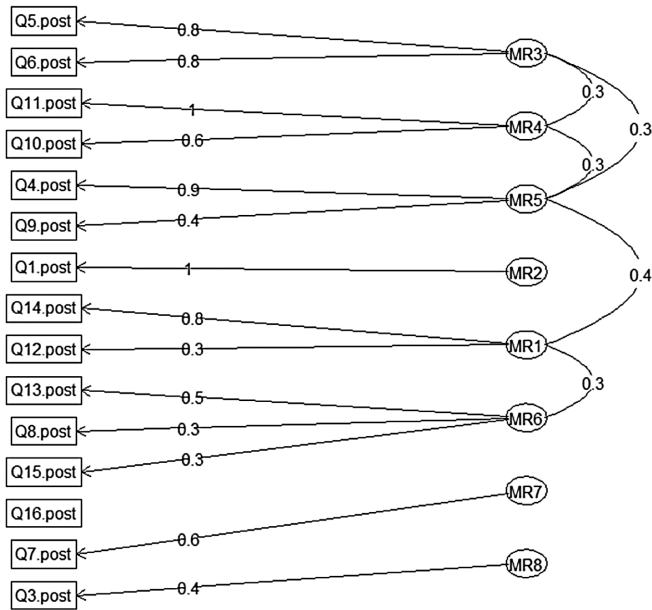 Q5.post 0.8 MR3
Q6.post 0.8
0.3
Q11.post 1 MR4
0.3
Q10.post 0.6
0.3
Q4.post 0.9 MR5
Q9.post 0.4
Q1.post 1 MR2
0.4
Q14.post 0.8 MR1
Q12.post 0.3
Q13.post 0.5 MR6
0.3
Q8.post 0.3
Q15.post 0.3
Q16.post MR7
Q7.post 0.6
Q3.post 0.4 MR8